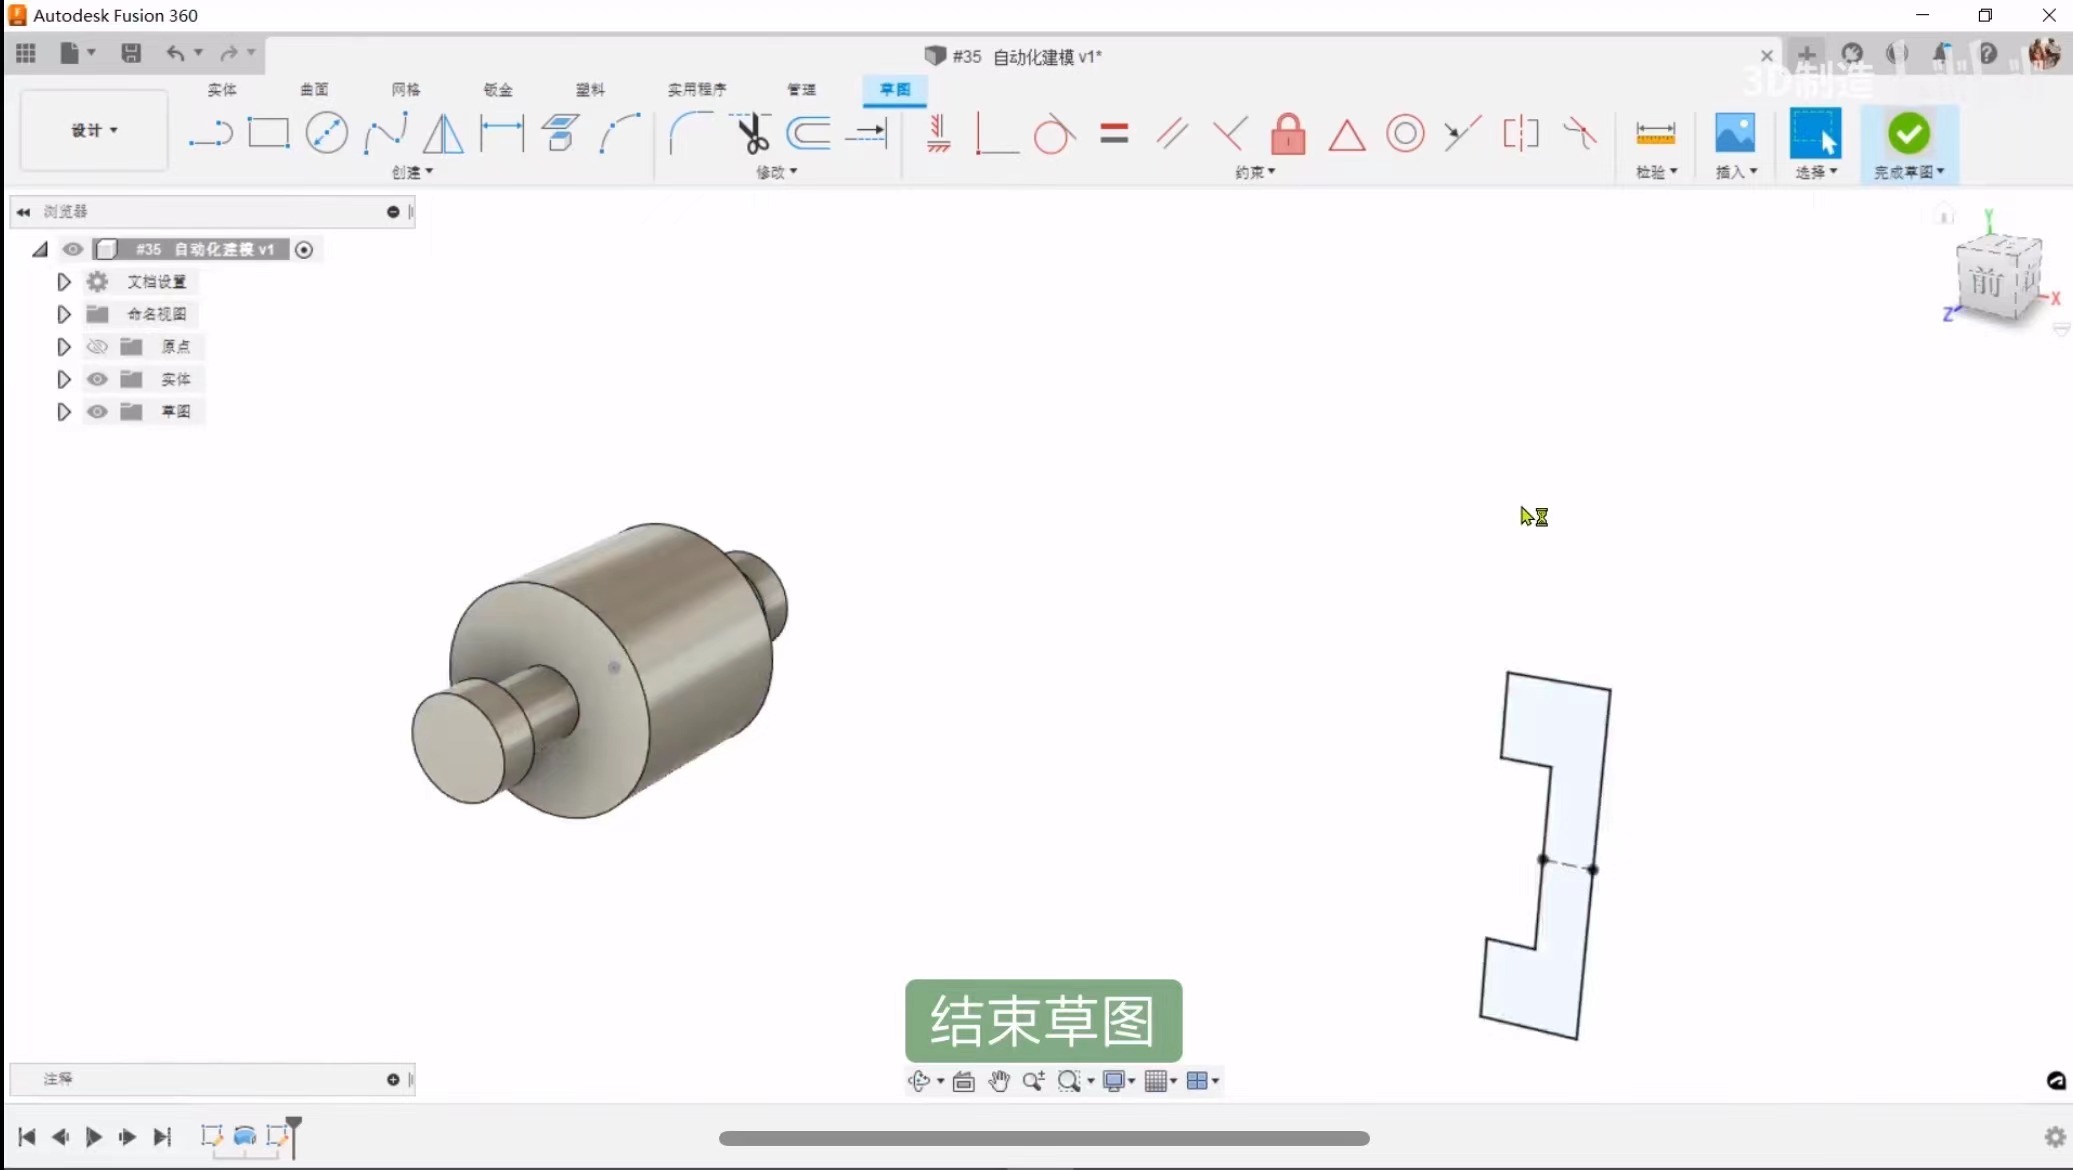 Autodesk Fusion 360
#35 自动化建模 v1*
实体 曲面 网格 钣金 塑料 实用程序 管理 草图
3D制造
设计
创建 修改 约束 检验 插入 选择 完成草图
浏览器
#35 自动化建模 v1
文档设置
命名视图
原点
实体
草图
Y
前
X
Z
结束草图
注释